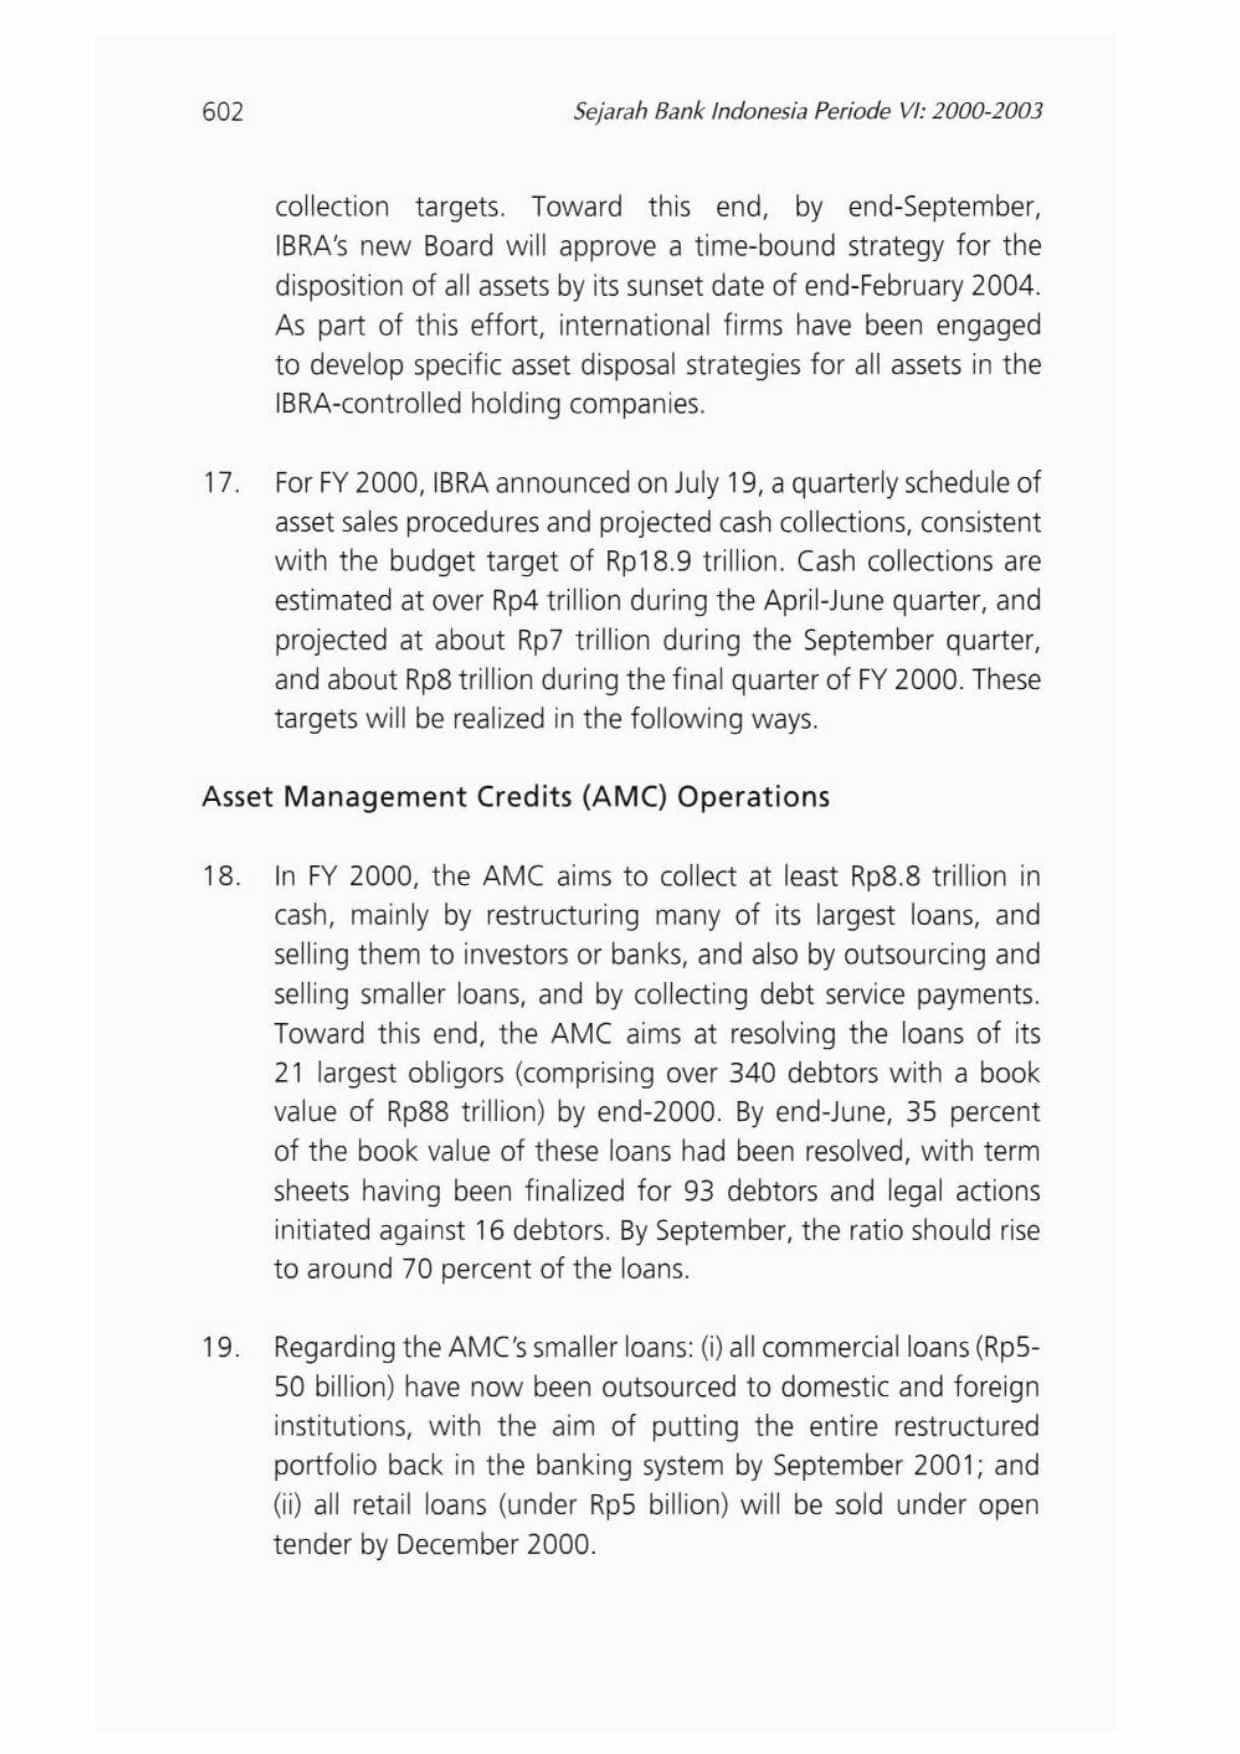 602
Sejarah Bank Indonesia Periode VI: 2000-2003
collection targets. Toward this end, by end-September,
IBRA's new Board will approve a time-bound strategy for the
disposition of all assets by its sunset date of end-February 2004.
As part of this effort, international firms have been engaged
to develop specific asset disposal strategies for all assets in the
IBRA-controlled holding companies.
17. For FY 2000, IBRA announced on July 19, a quarterly schedule of
asset sales procedures and projected cash collections, consistent
with the budget target of Rp18.9 trillion. Cash collections are
estimated at over Rp4 trillion during the April-June quarter, and
projected at about Rp7 trillion during the September quarter,
and about Rp8 trillion during the final quarter of FY 2000. These
targets will be realized in the following ways.
Asset Management Credits (AMC) Operations
18. In FY 2000, the AMC aims to collect at least Rp8.8 trillion in
cash, mainly by restructuring many of its largest loans, and
selling them to investors or banks, and also by outsourcing and
selling smaller loans, and by collecting debt service payments.
Toward this end, the AMC aims at resolving the loans of its
21 largest obligors (comprising over 340 debtors with a book
value of Rp88 trillion) by end-2000. By end-June, 35 percent
of the book value of these loans had been resolved, with term
sheets having been finalized for 93 debtors and legal actions
initiated against 16 debtors. By September, the ratio should rise
to around 70 percent of the loans.
19. Regarding the AMC's smaller loans: (i) all commercial loans (Rp5-
50 billion) have now been outsourced to domestic and foreign
institutions, with the aim of putting the entire restructured
portfolio back in the banking system by September 2001; and
(ii) all retail loans (under Rp5 billion) will be sold under open
tender by December 2000.